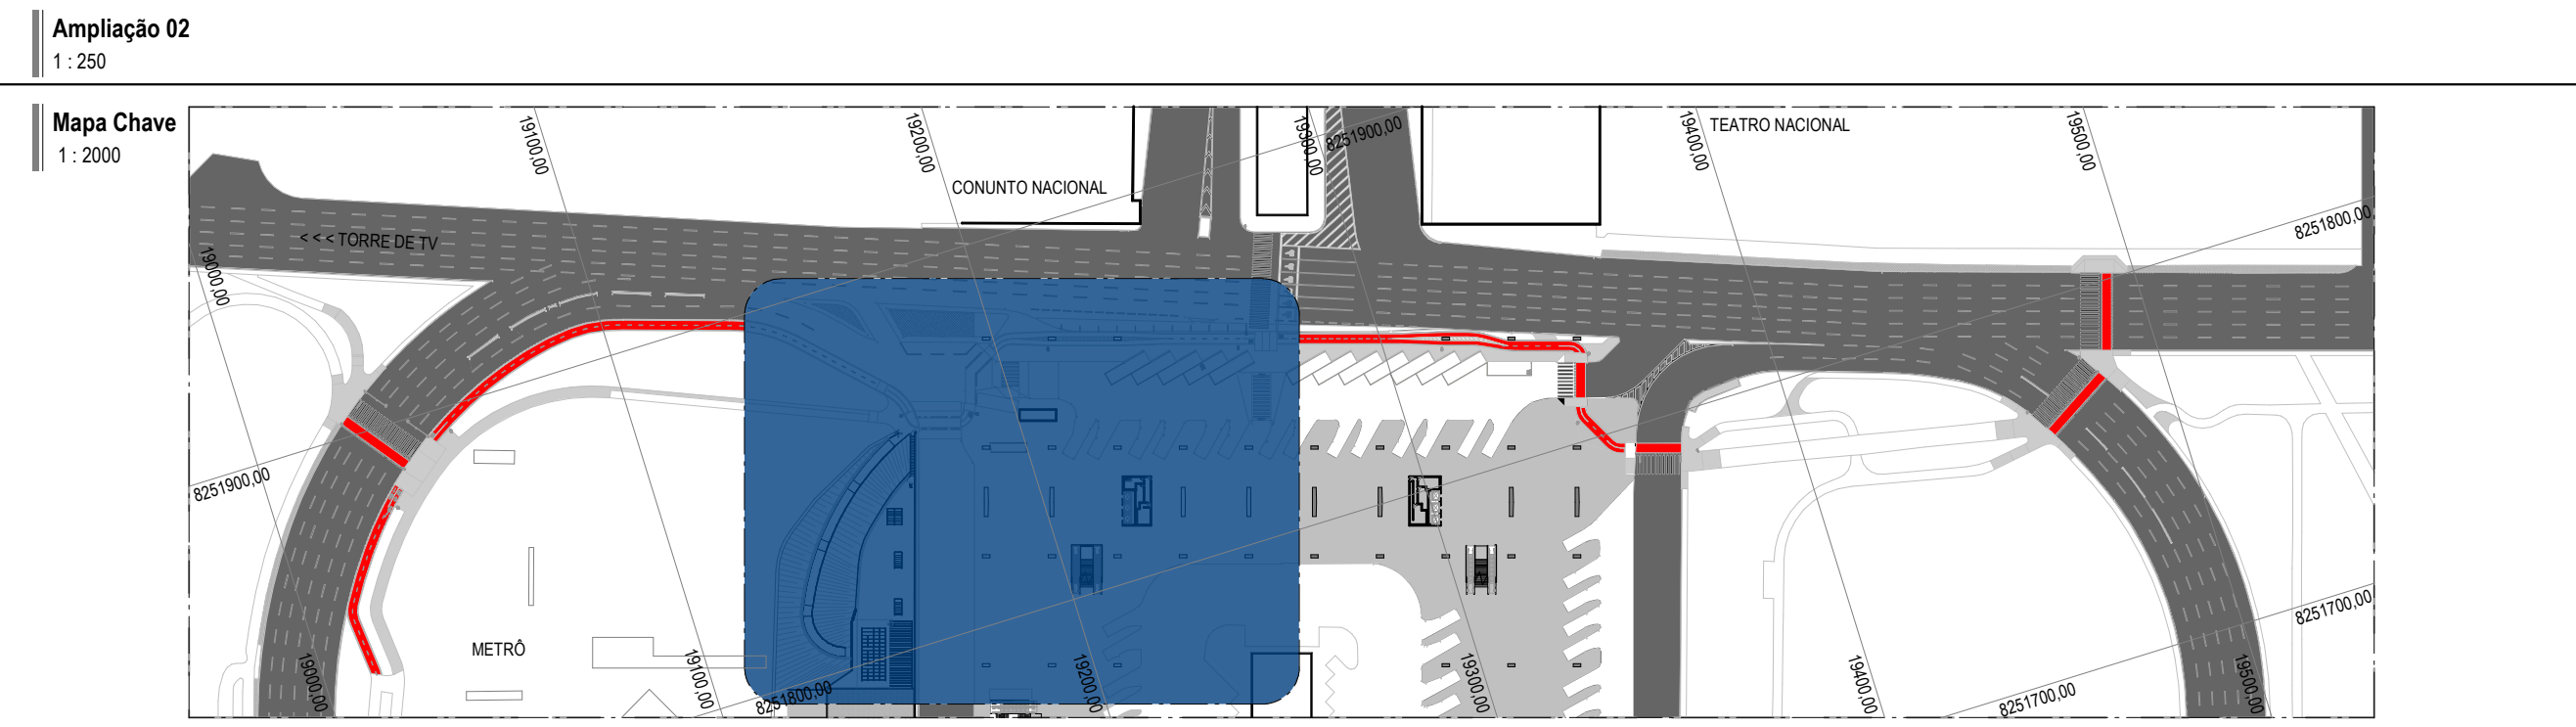 Ampliação 02
1 : 250
Mapa Chave
1 : 2000
19100,00
19200,00
19300,00
8251900,00
19400,00
TEATRO NACIONAL
19500,00
CONUNTO NACIONAL
8251800,00
< < < TORRE DE TV
19000,00
8251900,00
8251700,00
METRÔ
19000,00
19100,00
8251800,00
19200,00
19300,00
19400,00
8251700,00
19500,00